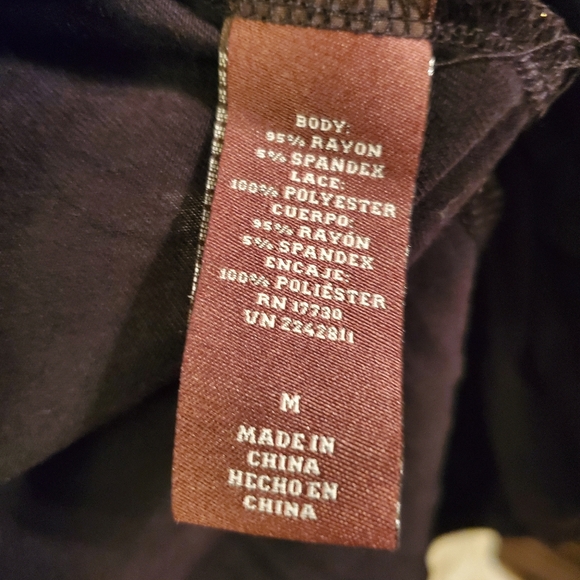 BODY:
95% RAYON
5% SPANDEX
LACE:
100% POLYESTER
CUERPO:
95% RAYÓN
5% SPANDEX
ENCAJE:
100% POLIÉSTER
RN 17730
VN 2242811
M
MADE IN
CHINA
HECHO EN
CHINA